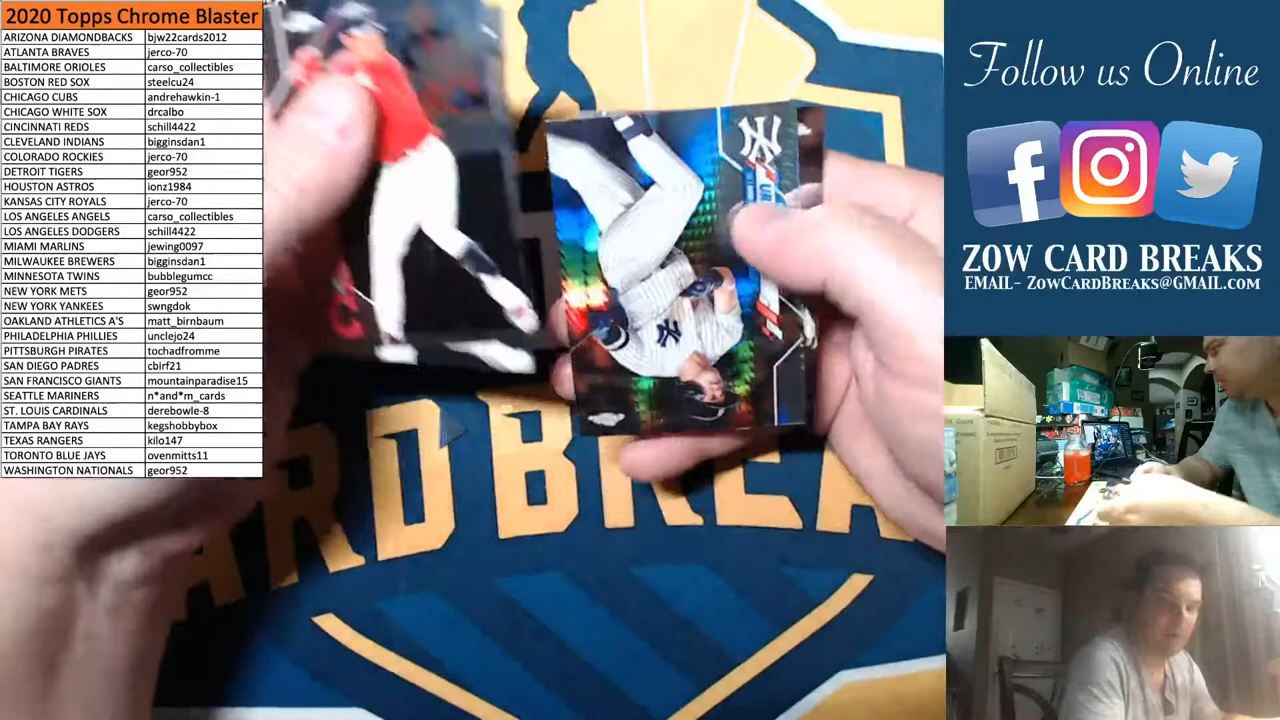 2020 Topps Chrome Blaster
ARIZONA DIAMONDBACKS bjw22cards2012
ATLANTA BRAVES jerco-70
BALTIMORE ORIOLES carso_collectibles
BOSTON RED SOX steelcu24
CHICAGO CUBS andrehawkin-1
CHICAGO WHITE SOX drcalbo
CINCINNATI REDS schill4422
CLEVELAND INDIANS bigginsdan1
COLORADO ROCKIES jerco-70
DETROIT TIGERS geor952
HOUSTON ASTROS ionz1984
KANSAS CITY ROYALS jerco-70
LOS ANGELES ANGELS carso_collectibles
LOS ANGELES DODGERS schill4422
MIAMI MARLINS jewing0097
MILWAUKEE BREWERS bigginsdan1
MINNESOTA TWINS bubblegumcc
NEW YORK METS geor952
NEW YORK YANKEES swngdok
OAKLAND ATHLETICS A'S matt_birnbaum
PHILADELPHIA PHILLIES unclejo24
PITTSBURGH PIRATES tochadfromme
SAN DIEGO PADRES cbirf21
SAN FRANCISCO GIANTS mountainparadise15
SEATTLE MARINERS n*and*m_cards
ST. LOUIS CARDINALS derebowle-8
TAMPA BAY RAYS kegshobbybox
TEXAS RANGERS kilo147
TORONTO BLUE JAYS ovenmitts11
WASHINGTON NATIONALS geor952
NY
NY
ARD BREA
Follow us Online
f
ZOW CARD BREAKS
EMAIL- ZowCardBreaks@GMAIL.COM